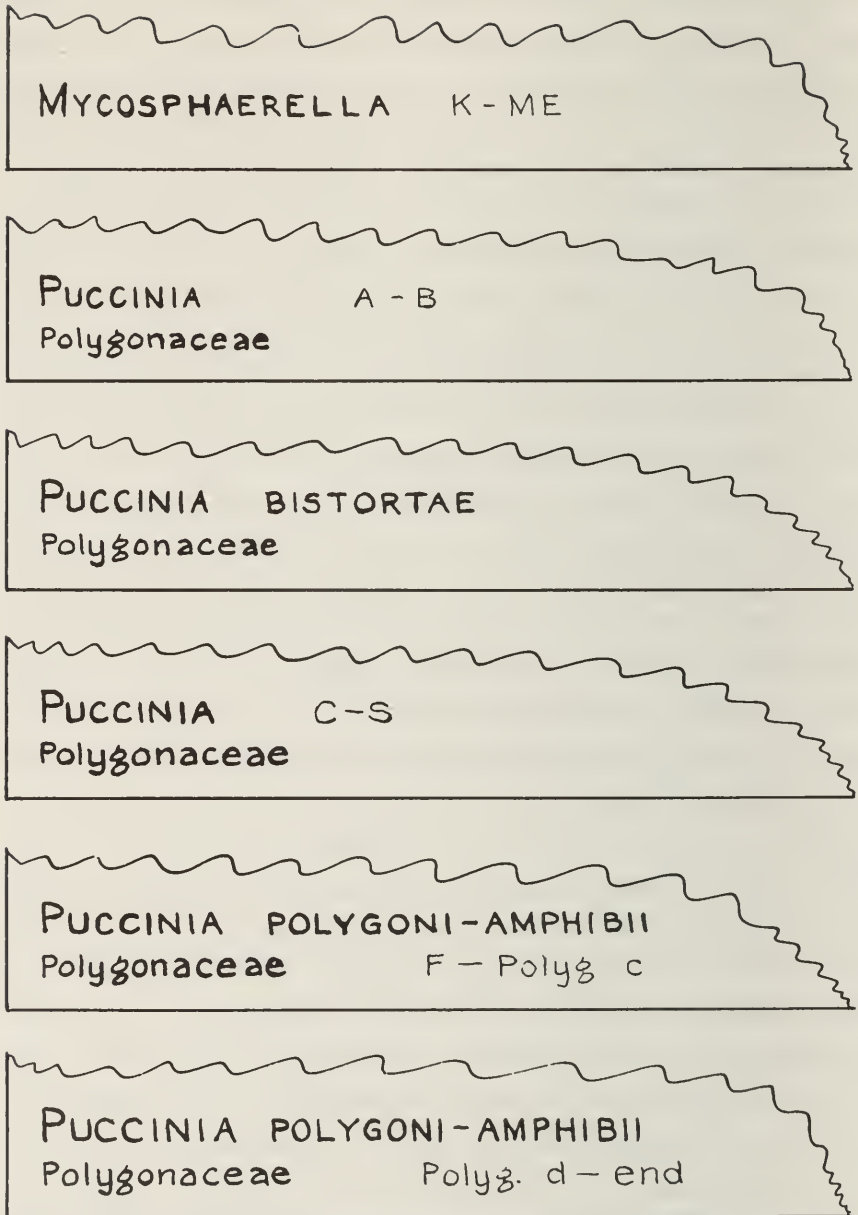 MYCOSPHAERELLA K - ME
PUCCINIA A - B
Polygonaceae
PUCCINIA BISTORTAE
Polygonaceae
PUCCINIA C-S
Polygonaceae
PUCCINIA POLYGONI-AMPHIBII
Polygonaceae F - Polyg c
PUCCINIA POLYGONI-AMPHIBII
Polygonaceae Polyg. d - end